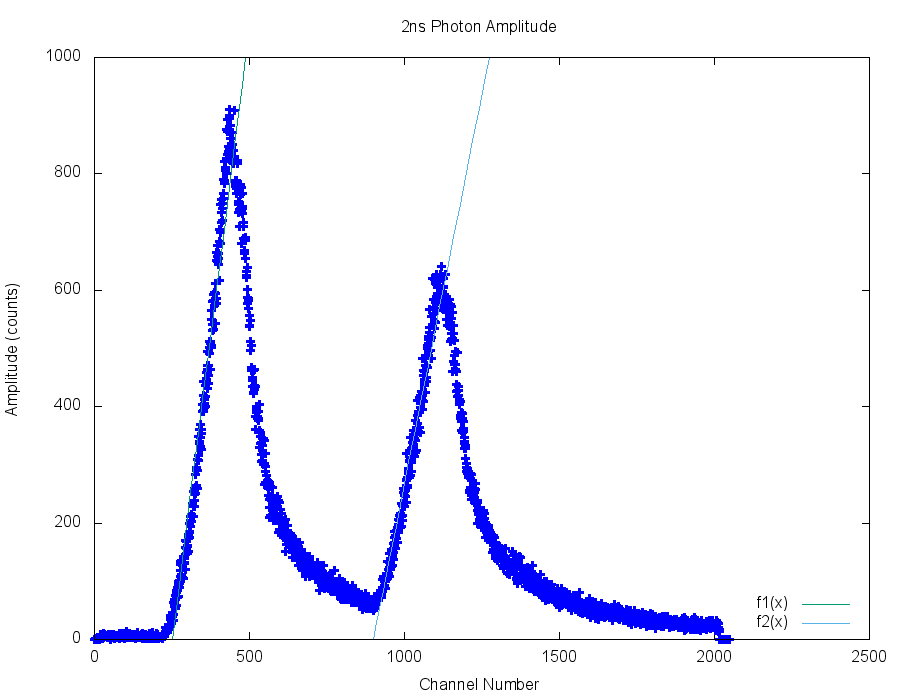 2ns Photon Amplitude
1000
800
600
400
200
0
Amplitude (counts)
f1(x)
f2(x)
0 500 1000 1500 2000 2500
Channel Number